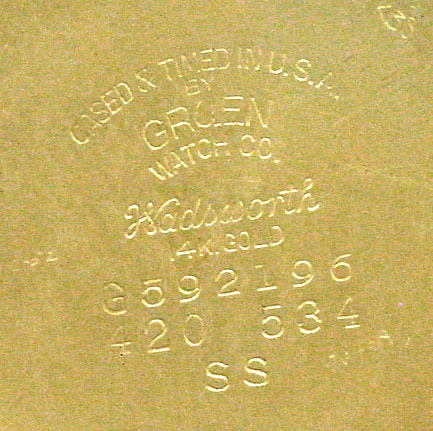 CASED & TIMED IN U.S.A.
BY
GRUEN
WATCH CO.
Wadsworth
14K. GOLD
G592196
420 534
SS